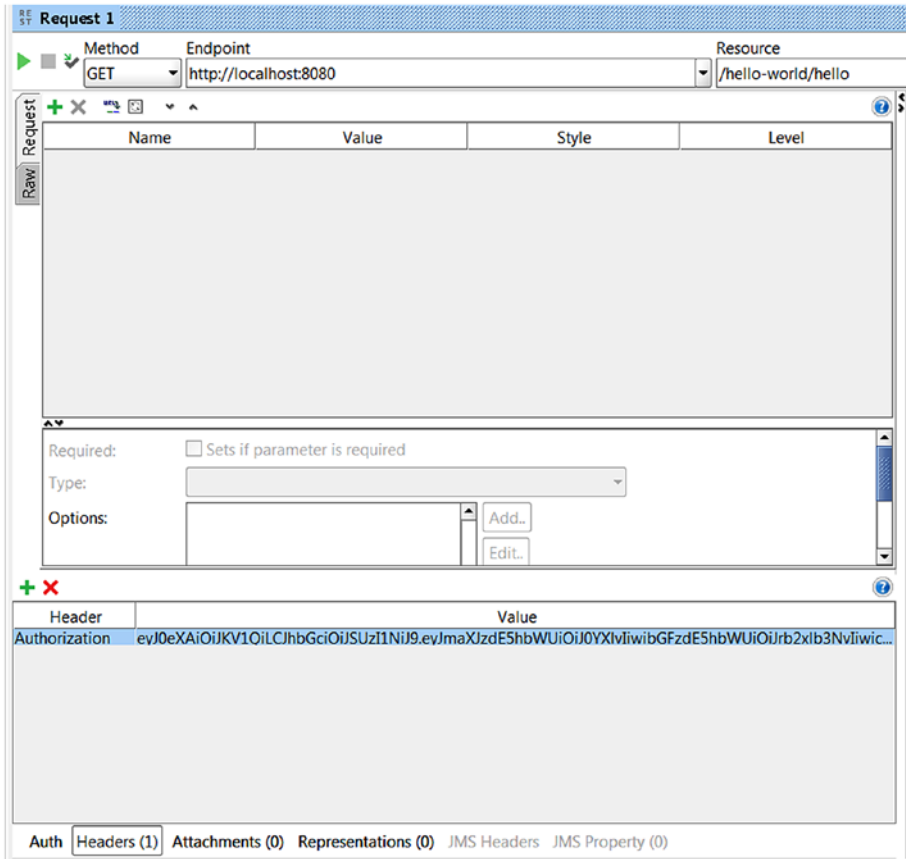 RE ST Request 1
Method Endpoint Resource
GET http://localhost:8080 /hello-world/hello
Request
Raw
Name Value Style Level
Required: Sets if parameter is required
Type:
Options: Add..
Edit..
Header Value
Authorization eyJ0eXAiOiJKV1QiLCJhbGciOiJSUzI1NiJ9.eyJmaXJzdE5hbWUiOiJ0YXlvIiwibGFzdE5hbWUiOiJrb2xlb3NvIiwic...
Auth Headers (1) Attachments (0) Representations (0) JMS Headers JMS Property (0)